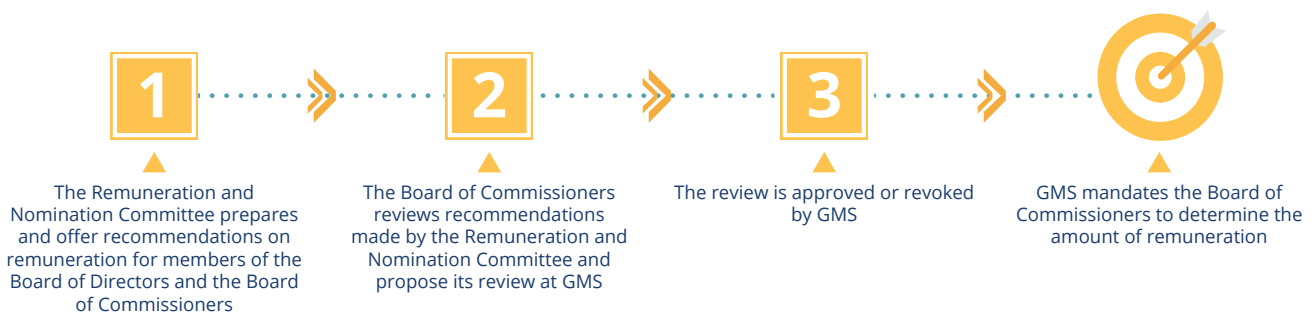 1
The Remuneration and
Nomination Committee prepares
and offer recommendations on
remuneration for members of the
Board of Directors and the Board
of Commissioners
2
The Board of Commissioners
reviews recommendations
made by the Remuneration and
Nomination Committee and
propose its review at GMS
3
The review is approved or revoked
by GMS
GMS mandates the Board of
Commissioners to determine the
amount of remuneration